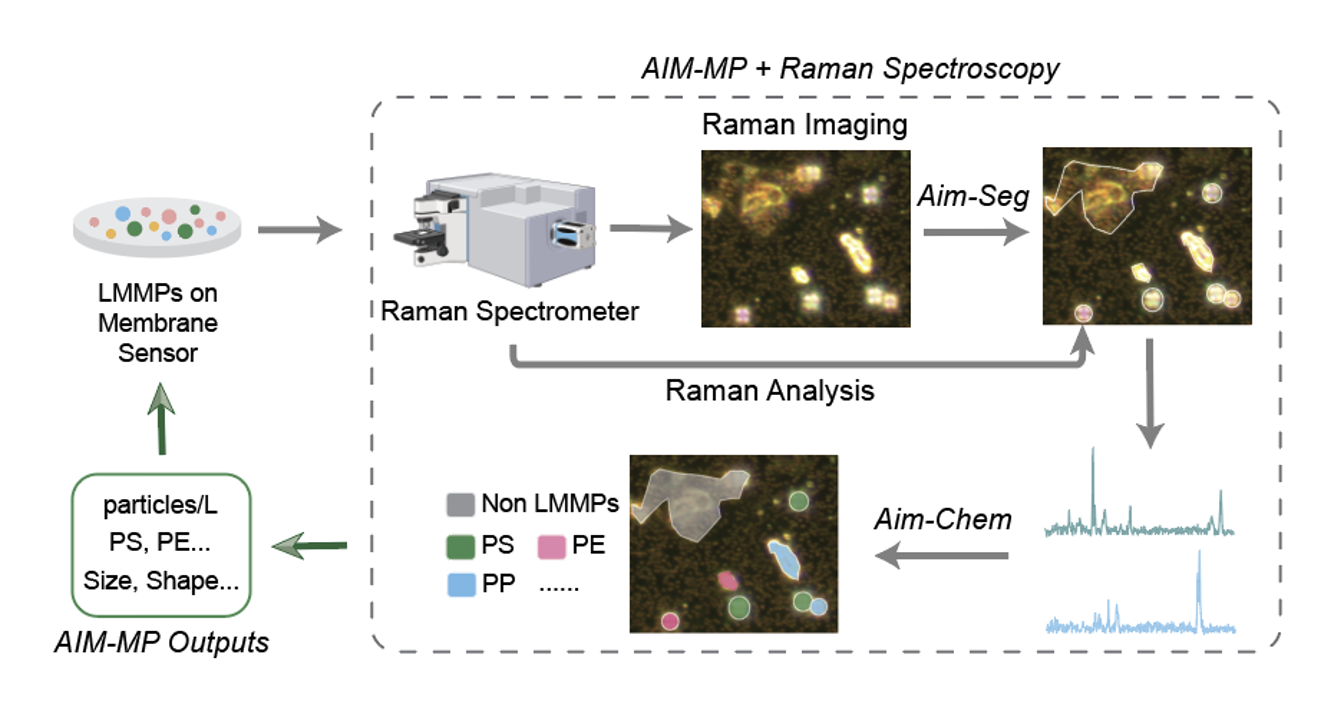 AIM-MP + Raman Spectroscopy
Raman Imaging
Aim-Seg
LMMPs on
Membrane
Sensor
Raman Spectrometer
Raman Analysis
particles/L
PS, PE...
Size, Shape...
AIM-MP Outputs
Non LMMPs
PS PE
PP ......
Aim-Chem